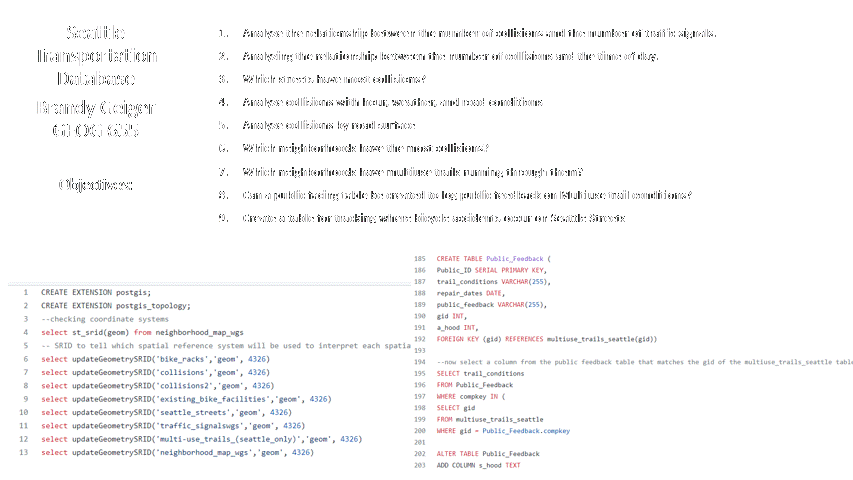 Seattle
Transportation
Database
Brandy Geiger
GEOG 635
Objectives:
1. Analyze the relationship between the number of collisions and the number of traffic signals.
2. Analyzing the relationship between the number of collisions and the time of day.
3. Which streets have most collisions?
4. Analyze collisions with hour, weather, and road conditions
5. Analyze collisions by road surface
6. Which neighborhoods have the most collisions?
7. Which neighborhoods have multiuse trails running through them?
8. Can a public facing table be created to log public feedback on Multiuse trail conditions?
9. Create a table for tracking where bicycle accidents occur on Seattle Streets
1 CREATE EXTENSION postgis;
2 CREATE EXTENSION postgis_topology;
3 --checking coordinate systems
4 select st_srid(geom) from neighborhood_map_wgs
5 -- SRID to tell which spatial reference system will be used to interpret each spatia
6 select updateGeometrySRID('bike_racks','geom', 4326)
7 select updateGeometrySRID('collisions','geom', 4326)
8 select updateGeometrySRID('collisions2','geom', 4326)
9 select updateGeometrySRID('existing_bike_facilities','geom', 4326)
10 select updateGeometrySRID('seattle_streets','geom', 4326)
11 select updateGeometrySRID('traffic_signalswgs','geom', 4326)
12 select updateGeometrySRID('multi-use_trails_(seattle_only)','geom', 4326)
13 select updateGeometrySRID('neighborhood_map_wgs','geom', 4326)
185 CREATE TABLE Public_Feedback (
186 Public_ID SERIAL PRIMARY KEY,
187 trail_conditions VARCHAR(255),
188 repair_dates DATE,
189 public_feedback VARCHAR(255),
190 gid INT,
191 a_hood INT,
192 FOREIGN KEY (gid) REFERENCES multiuse_trails_seattle(gid))
193
194 --now select a column from the public feedback table that matches the gid of the multiuse_trails_seattle table
195 SELECT trail_conditions
196 FROM Public_Feedback
197 WHERE compkey IN (
198 SELECT gid
199 FROM multiuse_trails_seattle
200 WHERE gid = Public_Feedback.compkey
201
202 ALTER TABLE Public_Feedback
203 ADD COLUMN s_hood TEXT